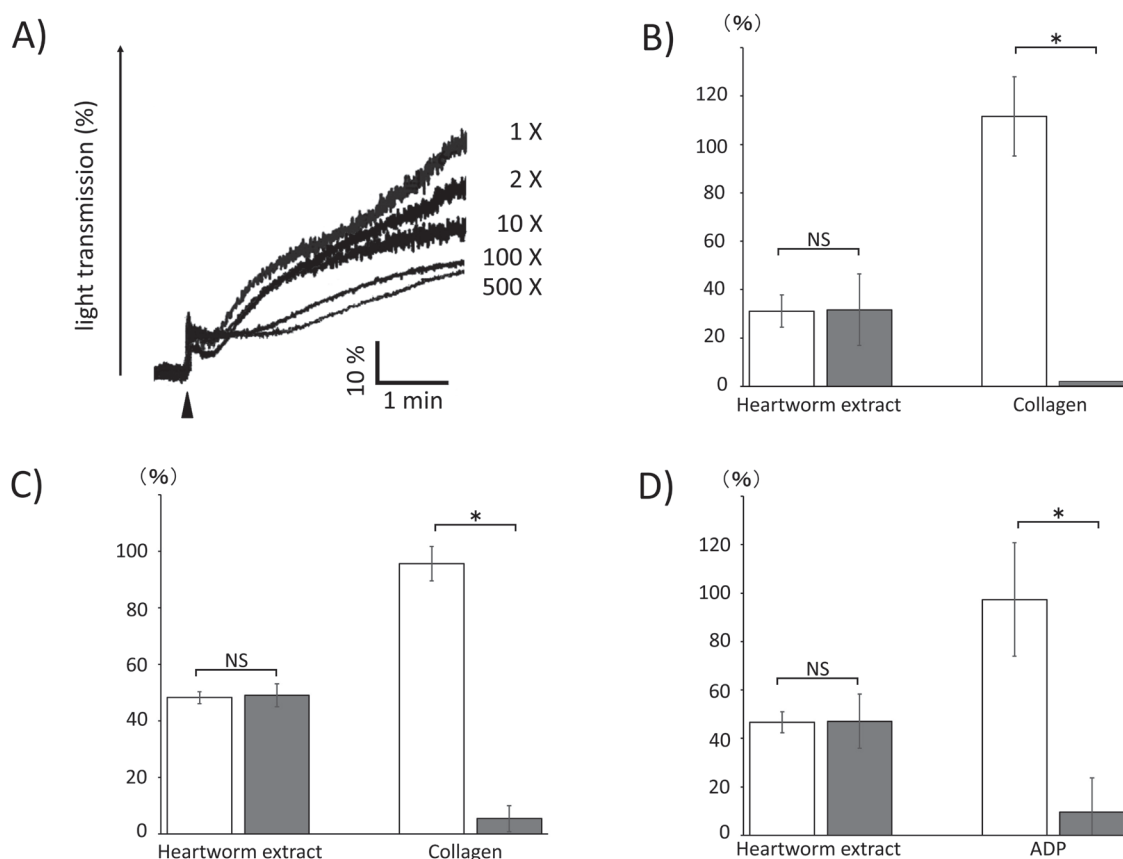 A)
light transmission (%)
1 X
2 X
10 X
100 X
500 X
10 %
1 min
B)
(%)
*
120
100
80
60
NS
40
20
0
Heartworm extract
Collagen
C)
(%)
*
100
80
60
NS
40
20
0
Heartworm extract
Collagen
D)
(%)
*
120
100
80
NS
60
40
20
0
Heartworm extract
ADP